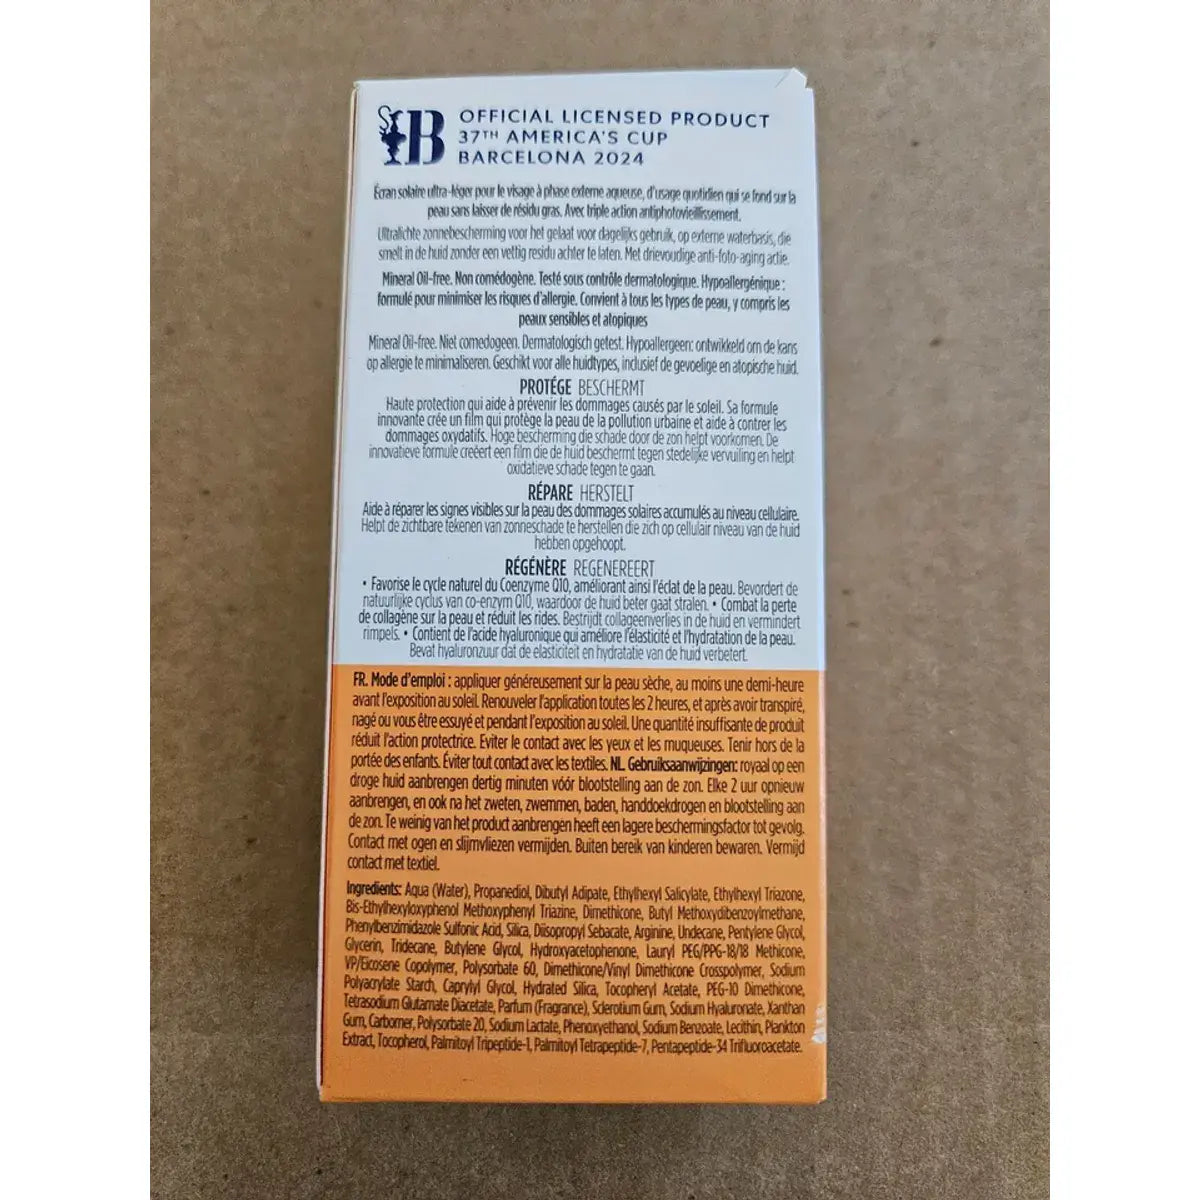 B
OFFICIAL LICENSED PRODUCT
37TH AMERICA'S CUP
BARCELONA 2024
Écran solaire ultra-léger pour le visage à phase externe aqueuse, d'usage quotidien qui se fond sur la
peau sans laisser de résidu gras. Avec triple action antiphotovieillissement.
Ultralichte zonnebescherming voor het gelaat voor dagelijks gebruik, op externe waterbasis, die
smelt in de huid zonder een vettig residu achter te laten. Met drievoudige anti-foto-aging actie.
Mineral Oil-free. Non comédogène. Testé sous contrôle dermatologique. Hypoallergénique :
formulé pour minimiser les risques d'allergie. Convient à tous les types de peau, y compris les
peaux sensibles et atopiques
Mineral Oil-free. Niet comedogeen. Dermatologisch getest. Hypoallergeen: ontwikkeld om de kans
op allergie te minimaliseren. Geschikt voor alle huidtypes, inclusief de gevoelige en atopische huid.
PROTÉGE BESCHERMT
Haute protection qui aide à prévenir les dommages causés par le soleil. Sa formule
innovante crée un film qui protège la peau de la pollution urbaine et aide à contrer les
dommages oxydatifs. Hoge bescherming die schade door de zon helpt voorkomen. De
innovatieve formule creëert een film die de huid beschermt tegen stedelijke vervuiling en helpt
oxidatieve schade tegen te gaan.
RÉPARE HERSTELT
Aide à réparer les signes visibles sur la peau des dommages solaires accumulés au niveau cellulaire.
Helpt de zichtbare tekenen van zonneschade te herstellen die zich op cellulair niveau van de huid
hebben opgehoopt.
RÉGÉNÈRE REGENEREERT
• Favorise le cycle naturel du Coenzyme Q10, améliorant ainsi l'éclat de la peau. Bevordert de
natuurlijke cyclus van co-enzym Q10, waardoor de huid beter gaat stralen. • Combat la perte
de collagène sur la peau et réduit les rides. Bestrijdt collageenverlies in de huid en vermindert
rimpels. • Contient de l'acide hyaluronique qui améliore l'élasticité et l'hydratation de la peau.
Bevat hyaluronzuur dat de elasticiteit en hydratatie van de huid verbetert.
FR. Mode d'emploi : appliquer généreusement sur la peau sèche, au moins une demi-heure
avant l'exposition au soleil. Renouveler l'application toutes les 2 heures, et après avoir transpiré,
nagé ou vous être essuyé et pendant l'exposition au soleil. Une quantité insuffisante de produit
réduit l'action protectrice. Eviter le contact avec les yeux et les muqueuses. Tenir hors de la
portée des enfants. Éviter tout contact avec les textiles. NL. Gebruiksaanwijzingen: royaal op een
droge huid aanbrengen dertig minuten vóór blootstelling aan de zon. Elke 2 uur opnieuw
aanbrengen, en ook na het zweten, zwemmen, baden, handdoekdrogen en blootstelling aan
de zon. Te weinig van het product aanbrengen heeft een lagere beschermingsfactor tot gevolg.
Contact met ogen en slijmvliezen vermijden. Buiten bereik van kinderen bewaren. Vermijd
contact met textiel.
Ingredients: Aqua (Water), Propanediol, Dibutyl Adipate, Ethylhexyl Salicylate, Ethylhexyl Triazone,
Bis-Ethylhexyloxyphenol Methoxyphenyl Triazine, Dimethicone, Butyl Methoxydibenzoylmethane,
Phenylbenzimidazole Sulfonic Acid, Silica, Diisopropyl Sebacate, Arginine, Undecane, Pentylene Glycol,
Glycerin, Tridecane, Butylene Glycol, Hydroxyacetophenone, Lauryl PEG/PPG-18/18 Methicone,
VP/Eicosene Copolymer, Polysorbate 60, Dimethicone/Vinyl Dimethicone Crosspolymer, Sodium
Polyacrylate Starch, Caprylyl Glycol, Hydrated Silica, Tocopheryl Acetate, PEG-10 Dimethicone,
Tetrasodium Glutamate Diacetate, Parfum (Fragrance), Sclerotium Gum, Sodium Hyaluronate, Xanthan
Gum, Carbomer, Polysorbate 20, Sodium Lactate, Phenoxyethanol, Sodium Benzoate, Lecithin, Plankton
Extract, Tocopherol, Palmitoyl Tripeptide-1, Palmitoyl Tetrapeptide-7, Pentapeptide-34 Trifluoroacetate.